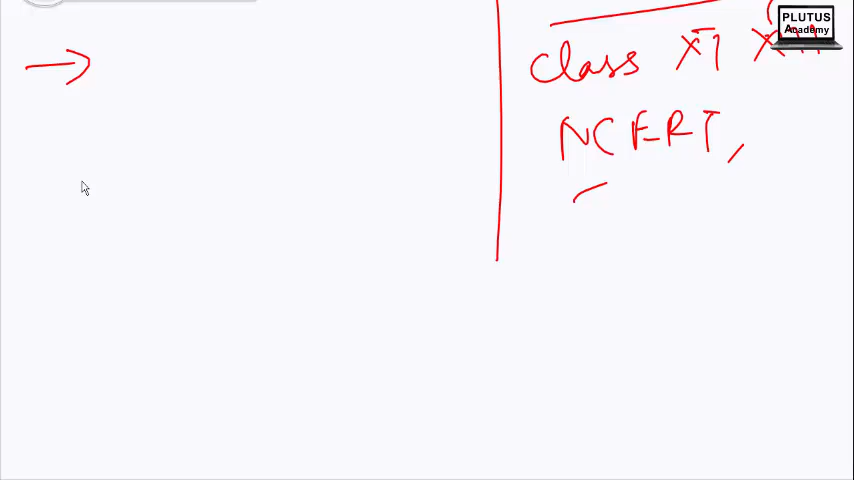 PLUTUS
Academy
→
class XI
NCERT,